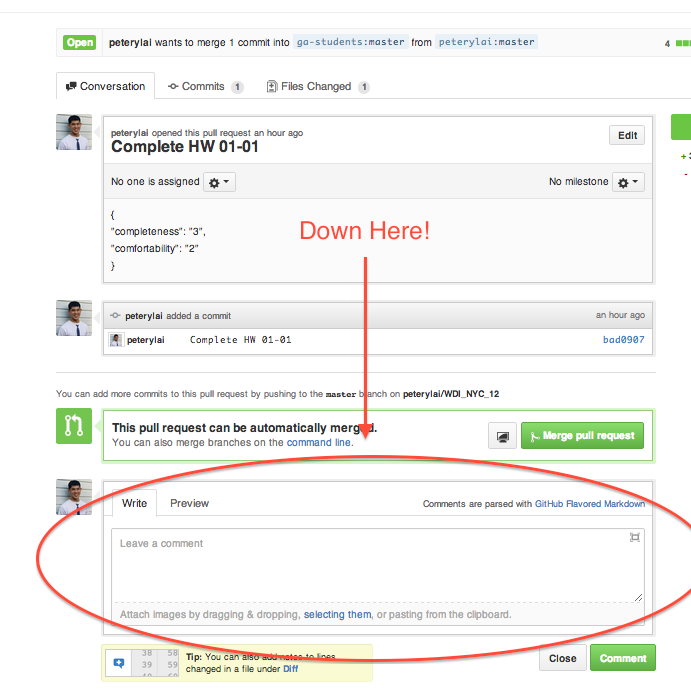 Open peterylai wants to merge 1 commit into ga-students:master from peterylai:master 4
Conversation Commits 1 Files Changed 1
peterylai opened this pull request an hour ago
Complete HW 01-01
Edit
No one is assigned No milestone
{
"completeness": "3",
"comfortability": "2"
}
Down Here!
peterylai added a commit an hour ago
peterylai Complete HW 01-01 bad0907
You can add more commits to this pull request by pushing to the master branch on peterylai/WDI_NYC_12
This pull request can be automatically merged.
You can also merge branches on the command line.
Merge pull request
Write Preview Comments are parsed with GitHub Flavored Markdown
Leave a comment
Attach images by dragging & dropping, selecting them, or pasting from the clipboard.
38 58
39 59
Tip: You can also add notes to lines
changed in a file under Diff
Close Comment